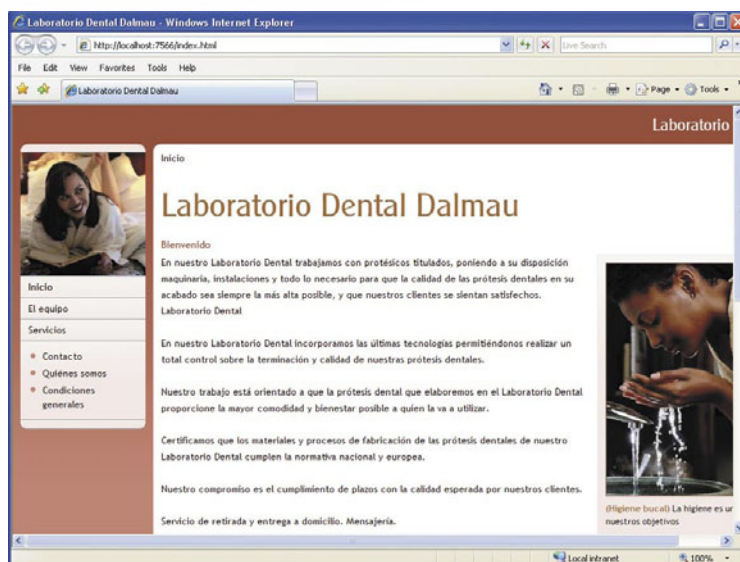 Laboratorio Dental Dalmau - Windows Internet Explorer
http://localhost:7566/index.html
Live Search
File Edit View Favorites Tools Help
Laboratorio Dental Dalmau
Page Tools
Laboratorio
Inicio
Laboratorio Dental Dalmau
Bienvenido
En nuestro Laboratorio Dental trabajamos con protésicos titulados, poniendo a su disposición
maquinaria, instalaciones y todo lo necesario para que la calidad de las prótesis dentales en su
acabado sea siempre la más alta posible, y que nuestros clientes se sientan satisfechos.
Laboratorio Dental
En nuestro Laboratorio Dental incorporamos las últimas tecnologías permitiéndonos realizar un
total control sobre la terminación y calidad de nuestras prótesis dentales.
Nuestro trabajo está orientado a que la prótesis dental que elaboremos en el Laboratorio Dental
proporcione la mayor comodidad y bienestar posible a quien la va a utilizar.
Certificamos que los materiales y procesos de fabricación de las prótesis dentales de nuestro
Laboratorio Dental cumplen la normativa nacional y europea.
Nuestro compromiso es el cumplimiento de plazos con la calidad esperada por nuestros clientes.
Servicio de retirada y entrega a domicilio. Mensajería.
Inicio
El equipo
Servicios
Contacto
Quiénes somos
Condiciones
generales
(Higiene bucal) La higiene es
nuestros objetivos
Local intranet
100%